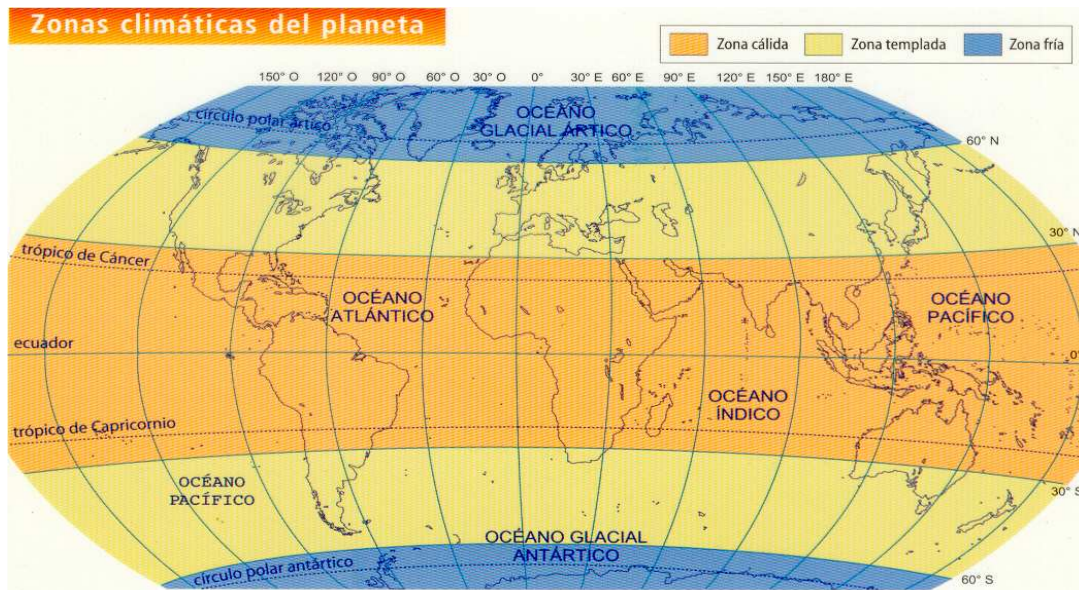 Zonas climáticas del planeta
Zona cálida
Zona templada
Zona fría
150° O 120° O 90° O 60° O 30° O 0° 30° E 60° E 90° E 120° E 150° E 180° E
círculo polar ártico
OCÉANO
GLACIAL ÁRTICO
60° N
30° N
trópico de Cáncer
OCÉANO
ATLÁNTICO
OCÉANO
PACÍFICO
ecuador
0°
OCÉANO
ÍNDICO
trópico de Capricornio
OCÉANO
PACÍFICO
30° S
OCÉANO GLACIAL
ANTÁRTICO
círculo polar antártico
60° S